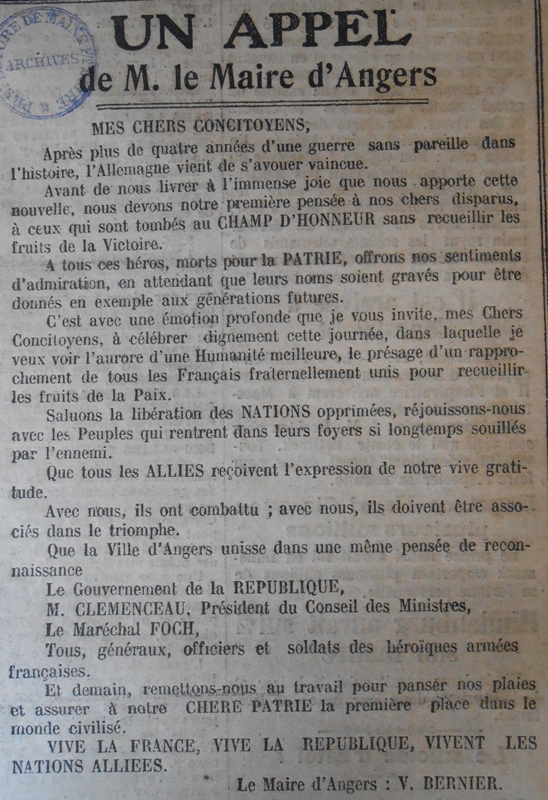 UN APPEL
de M. le Maire d'Angers
ARCHIVES
MES CHERS CONCITOYENS,
Après plus de quatre années d'une guerre sans pareille dans
l'histoire, l'Allemagne vient de s'avouer vaincue.
Avant de nous livrer à l'immense joie que nous apporte cette
nouvelle, nous devons notre première pensée à nos chers disparus,
à ceux qui sont tombés au CHAMP D'HONNEUR sans recueillir les
fruits de la Victoire.
A tous ces héros, morts pour la PATRIE, offrons nos sentiments
d'admiration, en attendant que leurs noms soient gravés pour être
donnés en exemple aux générations futures.
C'est avec une émotion profonde que je vous invite, mes Chers
Concitoyens, à célébrer dignement cette journée, dans laquelle je
veux voir l'aurore d'une Humanité meilleure, le présage d'un rappro-
chement de tous les Français fraternellement unis pour recueillir
les fruits de la Paix.
Saluons la libération des NATIONS opprimées, réjouissons-nous
avec les Peuples qui rentrent dans leurs foyers si longtemps souillés
par l'ennemi.
Que tous les ALLIES reçoivent l'expression de notre vive grati-
tude.
Avec nous, ils ont combattu ; avec nous, ils doivent être asso-
ciés dans le triomphe.
Que la Ville d'Angers unisse dans une même pensée de recon-
naissance
Le Gouvernement de la REPUBLIQUE,
M. CLEMENCEAU, Président du Conseil des Ministres,
Le Maréchal FOCH,
Tous, généraux, officiers et soldats des héroïques armées
françaises.
Et demain, remettons-nous au travail pour panser nos plaies
et assurer à notre CHERE PATRIE la première place dans le
monde civilisé.
VIVE LA FRANCE, VIVE LA REPUBLIQUE, VIVENT LES
NATIONS ALLIEES.
Le Maire d'Angers : V. BERNIER.